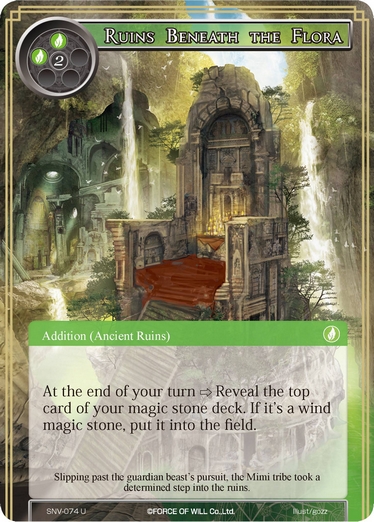 Ruins Beneath the Flora
2
Addition (Ancient Ruins)
At the end of your turn ⇨ Reveal the top
card of your magic stone deck. If it's a wind
magic stone, put it into the field.
Slipping past the guardian beast's pursuit, the Mimi tribe took a
determined step into the ruins.
SNV-074 U ©FORCE OF WILL Co.,Ltd. Illust/gozz